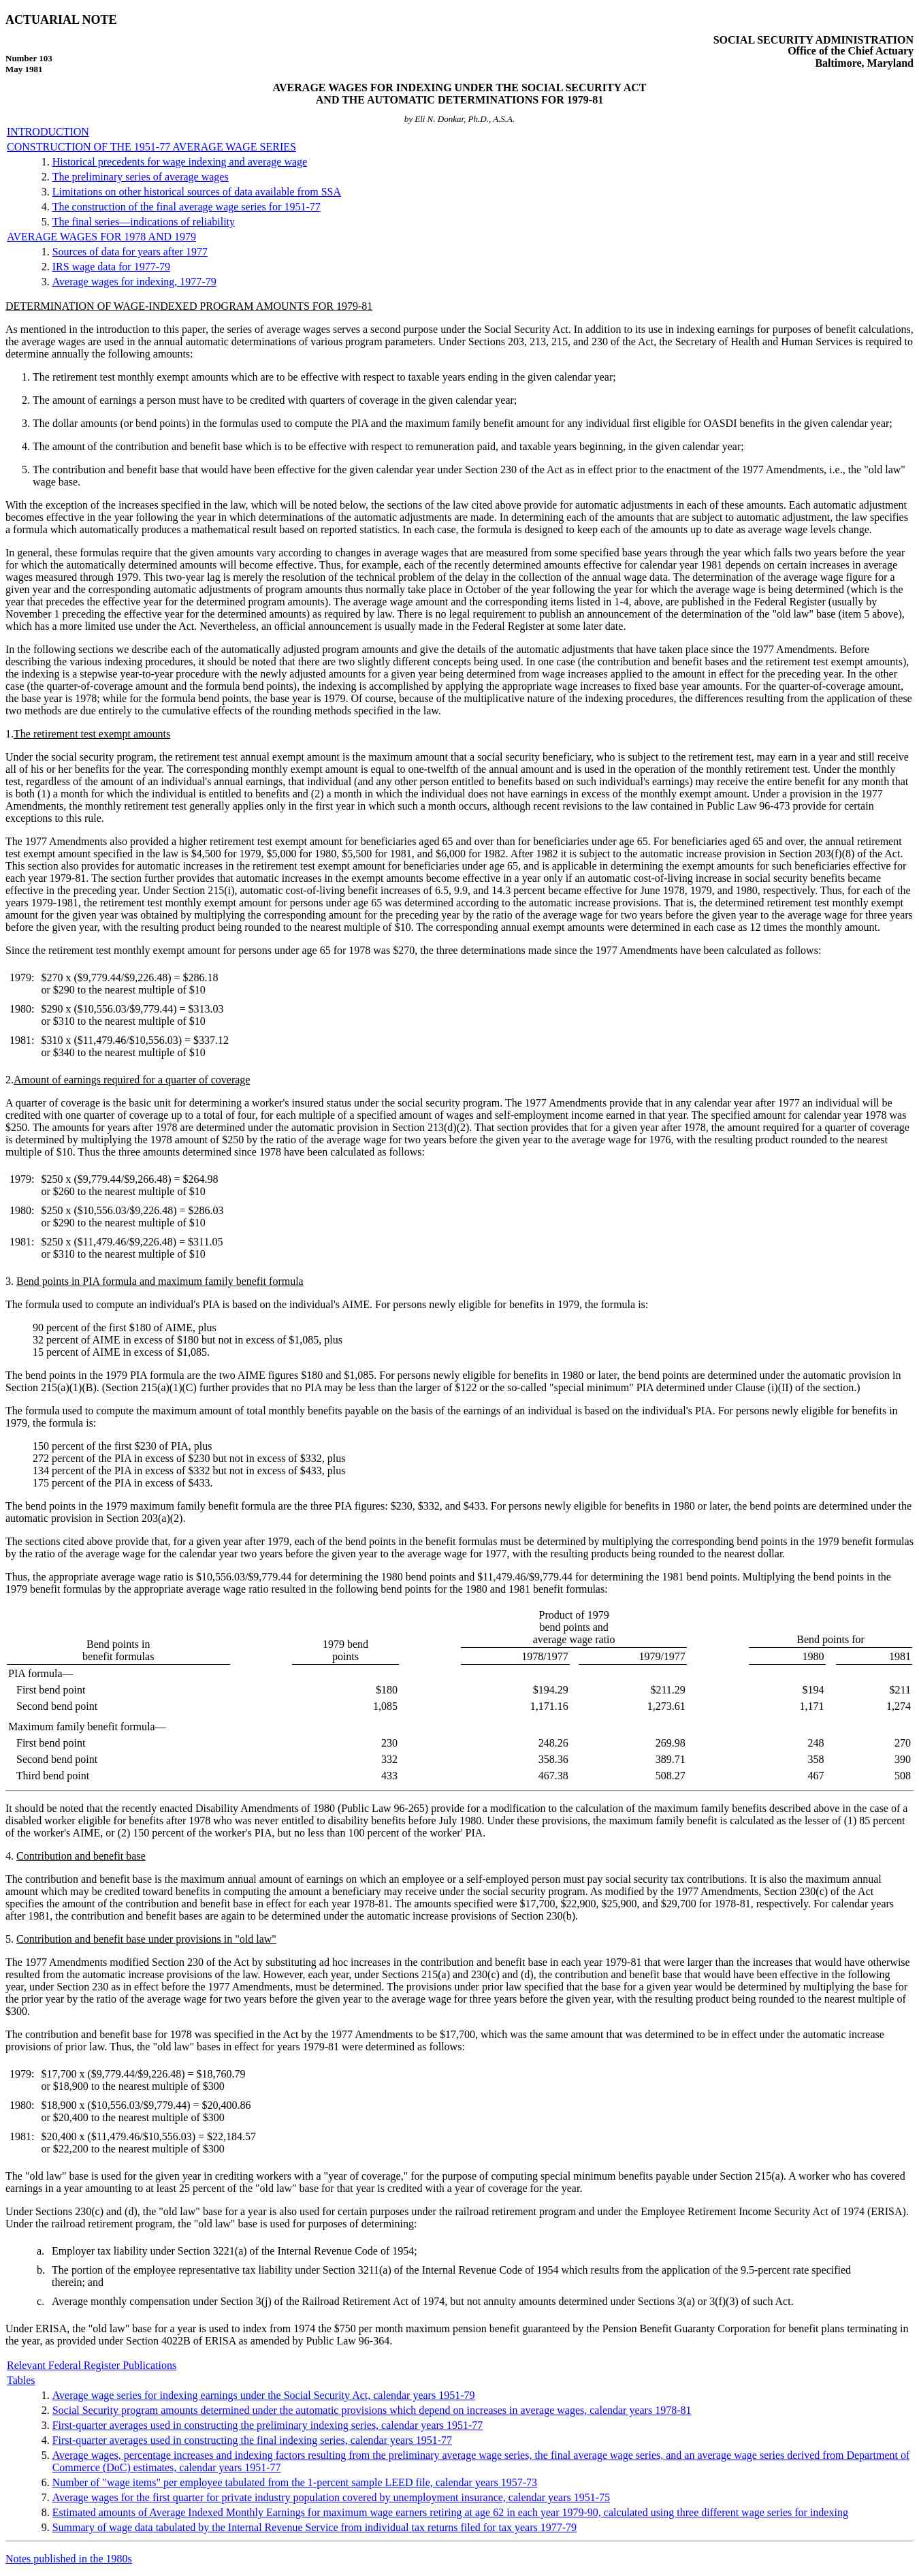 ACTUARIAL NOTE
SOCIAL SECURITY ADMINISTRATION
Office of the Chief Actuary
Baltimore, Maryland
Number 103
May 1981
AVERAGE WAGES FOR INDEXING UNDER THE SOCIAL SECURITY ACT
AND THE AUTOMATIC DETERMINATIONS FOR 1979-81
by Eli N. Donkar, Ph.D., A.S.A.
INTRODUCTION
CONSTRUCTION OF THE 1951-77 AVERAGE WAGE SERIES
1. Historical precedents for wage indexing and average wage
2. The preliminary series of average wages
3. Limitations on other historical sources of data available from SSA
4. The construction of the final average wage series for 1951-77
5. The final series—indications of reliability
AVERAGE WAGES FOR 1978 AND 1979
1. Sources of data for years after 1977
2. IRS wage data for 1977-79
3. Average wages for indexing, 1977-79
DETERMINATION OF WAGE-INDEXED PROGRAM AMOUNTS FOR 1979-81
As mentioned in the introduction to this paper, the series of average wages serves a second purpose under the Social Security Act. In addition to its use in indexing earnings for purposes of benefit calculations,
the average wages are used in the annual automatic determinations of various program parameters. Under Sections 203, 213, 215, and 230 of the Act, the Secretary of Health and Human Services is required to
determine annually the following amounts:
1. The retirement test monthly exempt amounts which are to be effective with respect to taxable years ending in the given calendar year;
2. The amount of earnings a person must have to be credited with quarters of coverage in the given calendar year;
3. The dollar amounts (or bend points) in the formulas used to compute the PIA and the maximum family benefit amount for any individual first eligible for OASDI benefits in the given calendar year;
4. The amount of the contribution and benefit base which is to be effective with respect to remuneration paid, and taxable years beginning, in the given calendar year;
5. The contribution and benefit base that would have been effective for the given calendar year under Section 230 of the Act as in effect prior to the enactment of the 1977 Amendments, i.e., the "old law"
wage base.
With the exception of the increases specified in the law, which will be noted below, the sections of the law cited above provide for automatic adjustments in each of these amounts. Each automatic adjustment
becomes effective in the year following the year in which determinations of the automatic adjustments are made. In determining each of the amounts that are subject to automatic adjustment, the law specifies
a formula which automatically produces a mathematical result based on reported statistics. In each case, the formula is designed to keep each of the amounts up to date as average wage levels change.
In general, these formulas require that the given amounts vary according to changes in average wages that are measured from some specified base years through the year which falls two years before the year
for which the automatically determined amounts will become effective. Thus, for example, each of the recently determined amounts effective for calendar year 1981 depends on certain increases in average
wages measured through 1979. This two-year lag is merely the resolution of the technical problem of the delay in the collection of the annual wage data. The determination of the average wage figure for a
given year and the corresponding automatic adjustments of program amounts thus normally take place in October of the year following the year for which the average wage is being determined (which is the
year that precedes the effective year for the determined program amounts). The average wage amount and the corresponding items listed in 1-4, above, are published in the Federal Register (usually by
November 1 preceding the effective year for the determined amounts) as required by law. There is no legal requirement to publish an announcement of the determination of the "old law" base (item 5 above),
which has a more limited use under the Act. Nevertheless, an official announcement is usually made in the Federal Register at some later date.
In the following sections we describe each of the automatically adjusted program amounts and give the details of the automatic adjustments that have taken place since the 1977 Amendments. Before
describing the various indexing procedures, it should be noted that there are two slightly different concepts being used. In one case (the contribution and benefit bases and the retirement test exempt amounts),
the indexing is a stepwise year-to-year procedure with the newly adjusted amounts for a given year being determined from wage increases applied to the amount in effect for the preceding year. In the other
case (the quarter-of-coverage amount and the formula bend points), the indexing is accomplished by applying the appropriate wage increases to fixed base year amounts. For the quarter-of-coverage amount,
the base year is 1978; while for the formula bend points, the base year is 1979. Of course, because of the multiplicative nature of the indexing procedures, the differences resulting from the application of these
two methods are due entirely to the cumulative effects of the rounding methods specified in the law.
1.The retirement test exempt amounts
Under the social security program, the retirement test annual exempt amount is the maximum amount that a social security beneficiary, who is subject to the retirement test, may earn in a year and still receive
all of his or her benefits for the year. The corresponding monthly exempt amount is equal to one-twelfth of the annual amount and is used in the operation of the monthly retirement test. Under the monthly
test, regardless of the amount of an individual's annual earnings, that individual (and any other person entitled to benefits based on such individual's earnings) may receive the entire benefit for any month that
is both (1) a month for which the individual is entitled to benefits and (2) a month in which the individual does not have earnings in excess of the monthly exempt amount. Under a provision in the 1977
Amendments, the monthly retirement test generally applies only in the first year in which such a month occurs, although recent revisions to the law contained in Public Law 96-473 provide for certain
exceptions to this rule.
The 1977 Amendments also provided a higher retirement test exempt amount for beneficiaries aged 65 and over than for beneficiaries under age 65. For beneficiaries aged 65 and over, the annual retirement
test exempt amount specified in the law is $4,500 for 1979, $5,000 for 1980, $5,500 for 1981, and $6,000 for 1982. After 1982 it is subject to the automatic increase provision in Section 203(f)(8) of the Act.
This section also provides for automatic increases in the retirement test exempt amount for beneficiaries under age 65, and is applicable in determining the exempt amounts for such beneficiaries effective for
each year 1979-81. The section further provides that automatic increases in the exempt amounts become effective in a year only if an automatic cost-of-living increase in social security benefits became
effective in the preceding year. Under Section 215(i), automatic cost-of-living benefit increases of 6.5, 9.9, and 14.3 percent became effective for June 1978, 1979, and 1980, respectively. Thus, for each of the
years 1979-1981, the retirement test monthly exempt amount for persons under age 65 was determined according to the automatic increase provisions. That is, the determined retirement test monthly exempt
amount for the given year was obtained by multiplying the corresponding amount for the preceding year by the ratio of the average wage for two years before the given year to the average wage for three years
before the given year, with the resulting product being rounded to the nearest multiple of $10. The corresponding annual exempt amounts were determined in each case as 12 times the monthly amount.
Since the retirement test monthly exempt amount for persons under age 65 for 1978 was $270, the three determinations made since the 1977 Amendments have been calculated as follows:
1979: $270 x ($9,779.44/$9,226.48) = $286.18
or $290 to the nearest multiple of $10
1980: $290 x ($10,556.03/$9,779.44) = $313.03
or $310 to the nearest multiple of $10
1981: $310 x ($11,479.46/$10,556.03) = $337.12
or $340 to the nearest multiple of $10
2.Amount of earnings required for a quarter of coverage
A quarter of coverage is the basic unit for determining a worker's insured status under the social security program. The 1977 Amendments provide that in any calendar year after 1977 an individual will be
credited with one quarter of coverage up to a total of four, for each multiple of a specified amount of wages and self-employment income earned in that year. The specified amount for calendar year 1978 was
$250. The amounts for years after 1978 are determined under the automatic provision in Section 213(d)(2). That section provides that for a given year after 1978, the amount required for a quarter of coverage
is determined by multiplying the 1978 amount of $250 by the ratio of the average wage for two years before the given year to the average wage for 1976, with the resulting product rounded to the nearest
multiple of $10. Thus the three amounts determined since 1978 have been calculated as follows:
1979: $250 x ($9,779.44/$9,266.48) = $264.98
or $260 to the nearest multiple of $10
1980: $250 x ($10,556.03/$9,226.48) = $286.03
or $290 to the nearest multiple of $10
1981: $250 x ($11,479.46/$9,226.48) = $311.05
or $310 to the nearest multiple of $10
3. Bend points in PIA formula and maximum family benefit formula
The formula used to compute an individual's PIA is based on the individual's AIME. For persons newly eligible for benefits in 1979, the formula is:
90 percent of the first $180 of AIME, plus
32 percent of AIME in excess of $180 but not in excess of $1,085, plus
15 percent of AIME in excess of $1,085.
The bend points in the 1979 PIA formula are the two AIME figures $180 and $1,085. For persons newly eligible for benefits in 1980 or later, the bend points are determined under the automatic provision in
Section 215(a)(1)(B). (Section 215(a)(1)(C) further provides that no PIA may be less than the larger of $122 or the so-called "special minimum" PIA determined under Clause (i)(II) of the section.)
The formula used to compute the maximum amount of total monthly benefits payable on the basis of the earnings of an individual is based on the individual's PIA. For persons newly eligible for benefits in
1979, the formula is:
150 percent of the first $230 of PIA, plus
272 percent of the PIA in excess of $230 but not in excess of $332, plus
134 percent of the PIA in excess of $332 but not in excess of $433, plus
175 percent of the PIA in excess of $433.
The bend points in the 1979 maximum family benefit formula are the three PIA figures: $230, $332, and $433. For persons newly eligible for benefits in 1980 or later, the bend points are determined under the
automatic provision in Section 203(a)(2).
The sections cited above provide that, for a given year after 1979, each of the bend points in the benefit formulas must be determined by multiplying the corresponding bend points in the 1979 benefit formulas
by the ratio of the average wage for the calendar year two years before the given year to the average wage for 1977, with the resulting products being rounded to the nearest dollar.
Thus, the appropriate average wage ratio is $10,556.03/$9,779.44 for determining the 1980 bend points and $11,479.46/$9,779.44 for determining the 1981 bend points. Multiplying the bend points in the
1979 benefit formulas by the appropriate average wage ratio resulted in the following bend points for the 1980 and 1981 benefit formulas:
Bend points in benefit formulas 1979 bend points Product of 1979 bend points and average wage ratio Bend points for
1978/1977 1979/1977 1980 1981
PIA formula—
First bend point $180 $194.29 $211.29 $194 $211
Second bend point 1,085 1,171.16 1,273.61 1,171 1,274
Maximum family benefit formula—
First bend point 230 248.26 269.98 248 270
Second bend point 332 358.36 389.71 358 390
Third bend point 433 467.38 508.27 467 508
It should be noted that the recently enacted Disability Amendments of 1980 (Public Law 96-265) provide for a modification to the calculation of the maximum family benefits described above in the case of a
disabled worker eligible for benefits after 1978 who was never entitled to disability benefits before July 1980. Under these provisions, the maximum family benefit is calculated as the lesser of (1) 85 percent
of the worker's AIME, or (2) 150 percent of the worker's PIA, but no less than 100 percent of the worker' PIA.
4. Contribution and benefit base
The contribution and benefit base is the maximum annual amount of earnings on which an employee or a self-employed person must pay social security tax contributions. It is also the maximum annual
amount which may be credited toward benefits in computing the amount a beneficiary may receive under the social security program. As modified by the 1977 Amendments, Section 230(c) of the Act
specifies the amount of the contribution and benefit base in effect for each year 1978-81. The amounts specified were $17,700, $22,900, $25,900, and $29,700 for 1978-81, respectively. For calendar years
after 1981, the contribution and benefit bases are again to be determined under the automatic increase provisions of Section 230(b).
5. Contribution and benefit base under provisions in "old law"
The 1977 Amendments modified Section 230 of the Act by substituting ad hoc increases in the contribution and benefit base in each year 1979-81 that were larger than the increases that would have otherwise
resulted from the automatic increase provisions of the law. However, each year, under Sections 215(a) and 230(c) and (d), the contribution and benefit base that would have been effective in the following
year, under Section 230 as in effect before the 1977 Amendments, must be determined. The provisions under prior law specified that the base for a given year would be determined by multiplying the base for
the prior year by the ratio of the average wage for two years before the given year to the average wage for three years before the given year, with the resulting product being rounded to the nearest multiple of
$300.
The contribution and benefit base for 1978 was specified in the Act by the 1977 Amendments to be $17,700, which was the same amount that was determined to be in effect under the automatic increase
provisions of prior law. Thus, the "old law" bases in effect for years 1979-81 were determined as follows:
1979: $17,700 x ($9,779.44/$9,226.48) = $18,760.79
or $18,900 to the nearest multiple of $300
1980: $18,900 x ($10,556.03/$9,779.44) = $20,400.86
or $20,400 to the nearest multiple of $300
1981: $20,400 x ($11,479.46/$10,556.03) = $22,184.57
or $22,200 to the nearest multiple of $300
The "old law" base is used for the given year in crediting workers with a "year of coverage," for the purpose of computing special minimum benefits payable under Section 215(a). A worker who has covered
earnings in a year amounting to at least 25 percent of the "old law" base for that year is credited with a year of coverage for the year.
Under Sections 230(c) and (d), the "old law" base for a year is also used for certain purposes under the railroad retirement program and under the Employee Retirement Income Security Act of 1974 (ERISA).
Under the railroad retirement program, the "old law" base is used for purposes of determining:
a. Employer tax liability under Section 3221(a) of the Internal Revenue Code of 1954;
b. The portion of the employee representative tax liability under Section 3211(a) of the Internal Revenue Code of 1954 which results from the application of the 9.5-percent rate specified
therein; and
c. Average monthly compensation under Section 3(j) of the Railroad Retirement Act of 1974, but not annuity amounts determined under Sections 3(a) or 3(f)(3) of such Act.
Under ERISA, the "old law" base for a year is used to index from 1974 the $750 per month maximum pension benefit guaranteed by the Pension Benefit Guaranty Corporation for benefit plans terminating in
the year, as provided under Section 4022B of ERISA as amended by Public Law 96-364.
Relevant Federal Register Publications
Tables
1. Average wage series for indexing earnings under the Social Security Act, calendar years 1951-79
2. Social Security program amounts determined under the automatic provisions which depend on increases in average wages, calendar years 1978-81
3. First-quarter averages used in constructing the preliminary indexing series, calendar years 1951-77
4. First-quarter averages used in constructing the final indexing series, calendar years 1951-77
5. Average wages, percentage increases and indexing factors resulting from the preliminary average wage series, the final average wage series, and an average wage series derived from Department of
Commerce (DoC) estimates, calendar years 1951-77
6. Number of "wage items" per employee tabulated from the 1-percent sample LEED file, calendar years 1957-73
7. Average wages for the first quarter for private industry population covered by unemployment insurance, calendar years 1951-75
8. Estimated amounts of Average Indexed Monthly Earnings for maximum wage earners retiring at age 62 in each year 1979-90, calculated using three different wage series for indexing
9. Summary of wage data tabulated by the Internal Revenue Service from individual tax returns filed for tax years 1977-79
Notes published in the 1980s